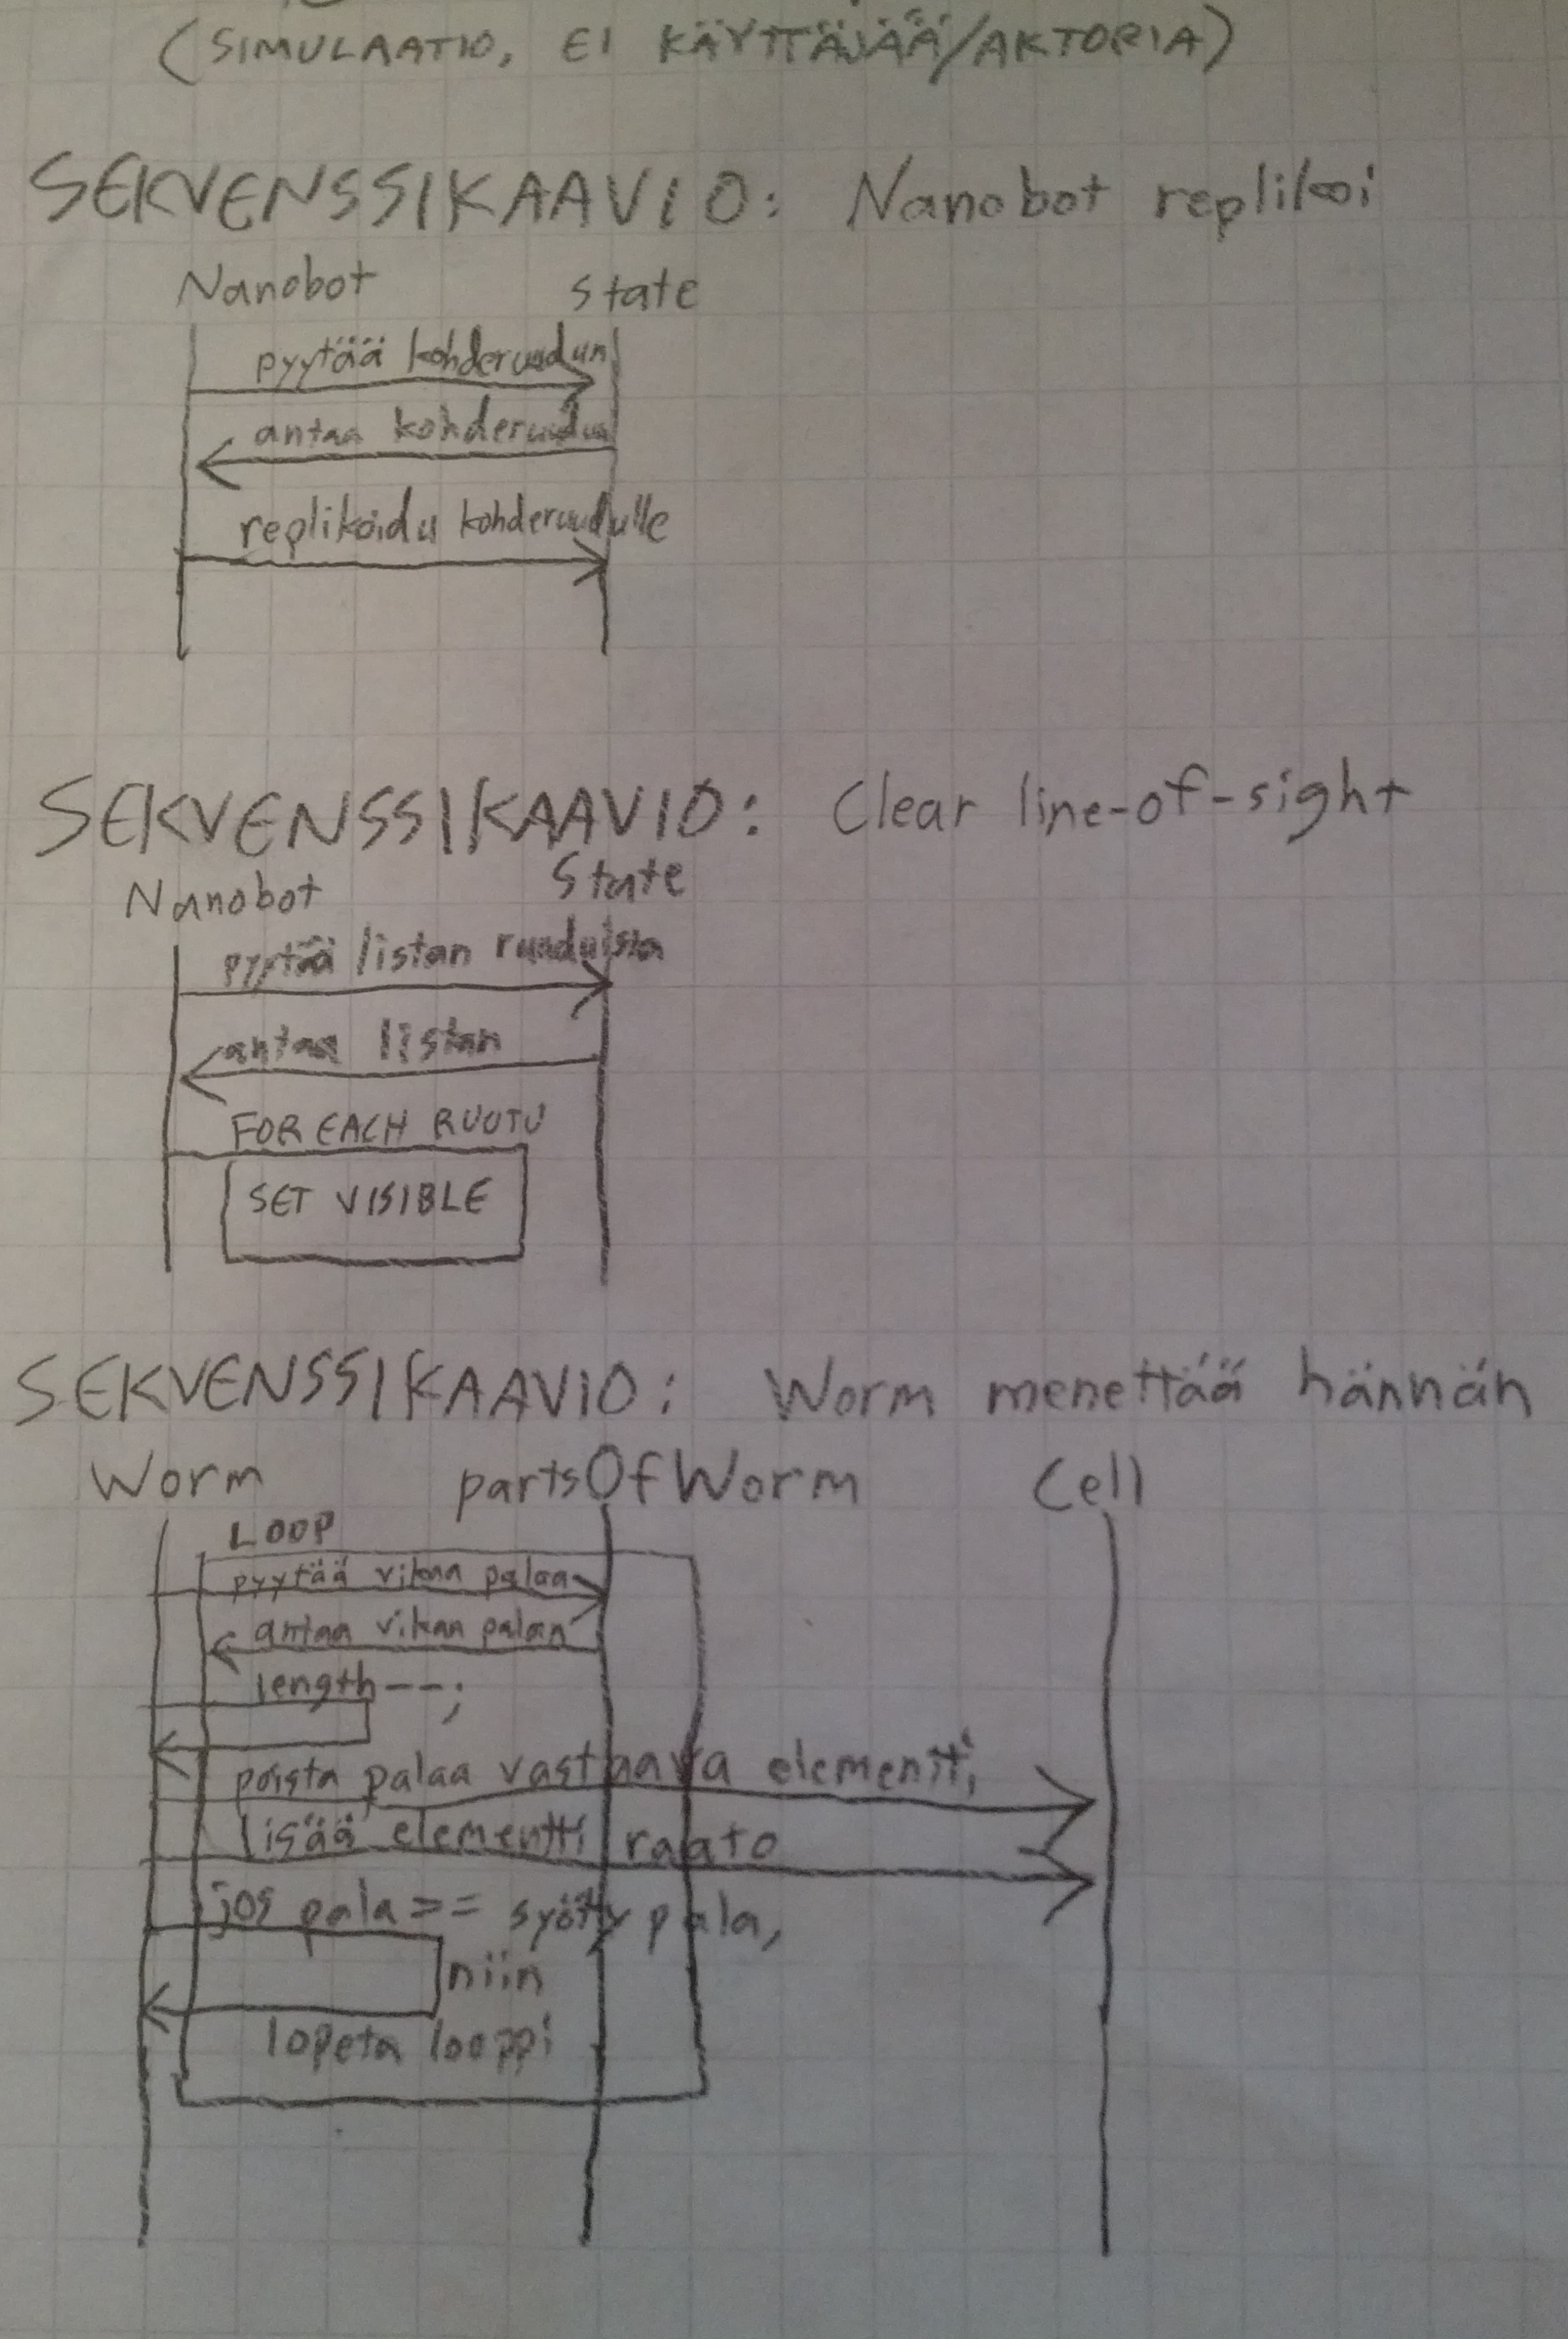 (SIMULAATIO, EI KÄYTTÄJÄÄ/AKTORIA)
SEKVENSSIKAAVIO: Nanobot replikoi
Nanobot State
pyytää kohderuudun
antaa kohderuudun
replikoidu kohderuudulle
SEKVENSSIKAAVIO: Clear line-of-sight
Nanobot State
pyytää listan ruuduista
antaa listan
FOR EACH RUUTU
SET VISIBLE
SEKVENSSIKAAVIO: Worm menettää hännän
Worm partsOfWorm Cell
LOOP
pyytää vikaa palaa
antaa vikan palan
length--;
poista palaa vastaava elementti
lisää elementti raato
jos pala == syöty pala,
niin
lopeta looppi